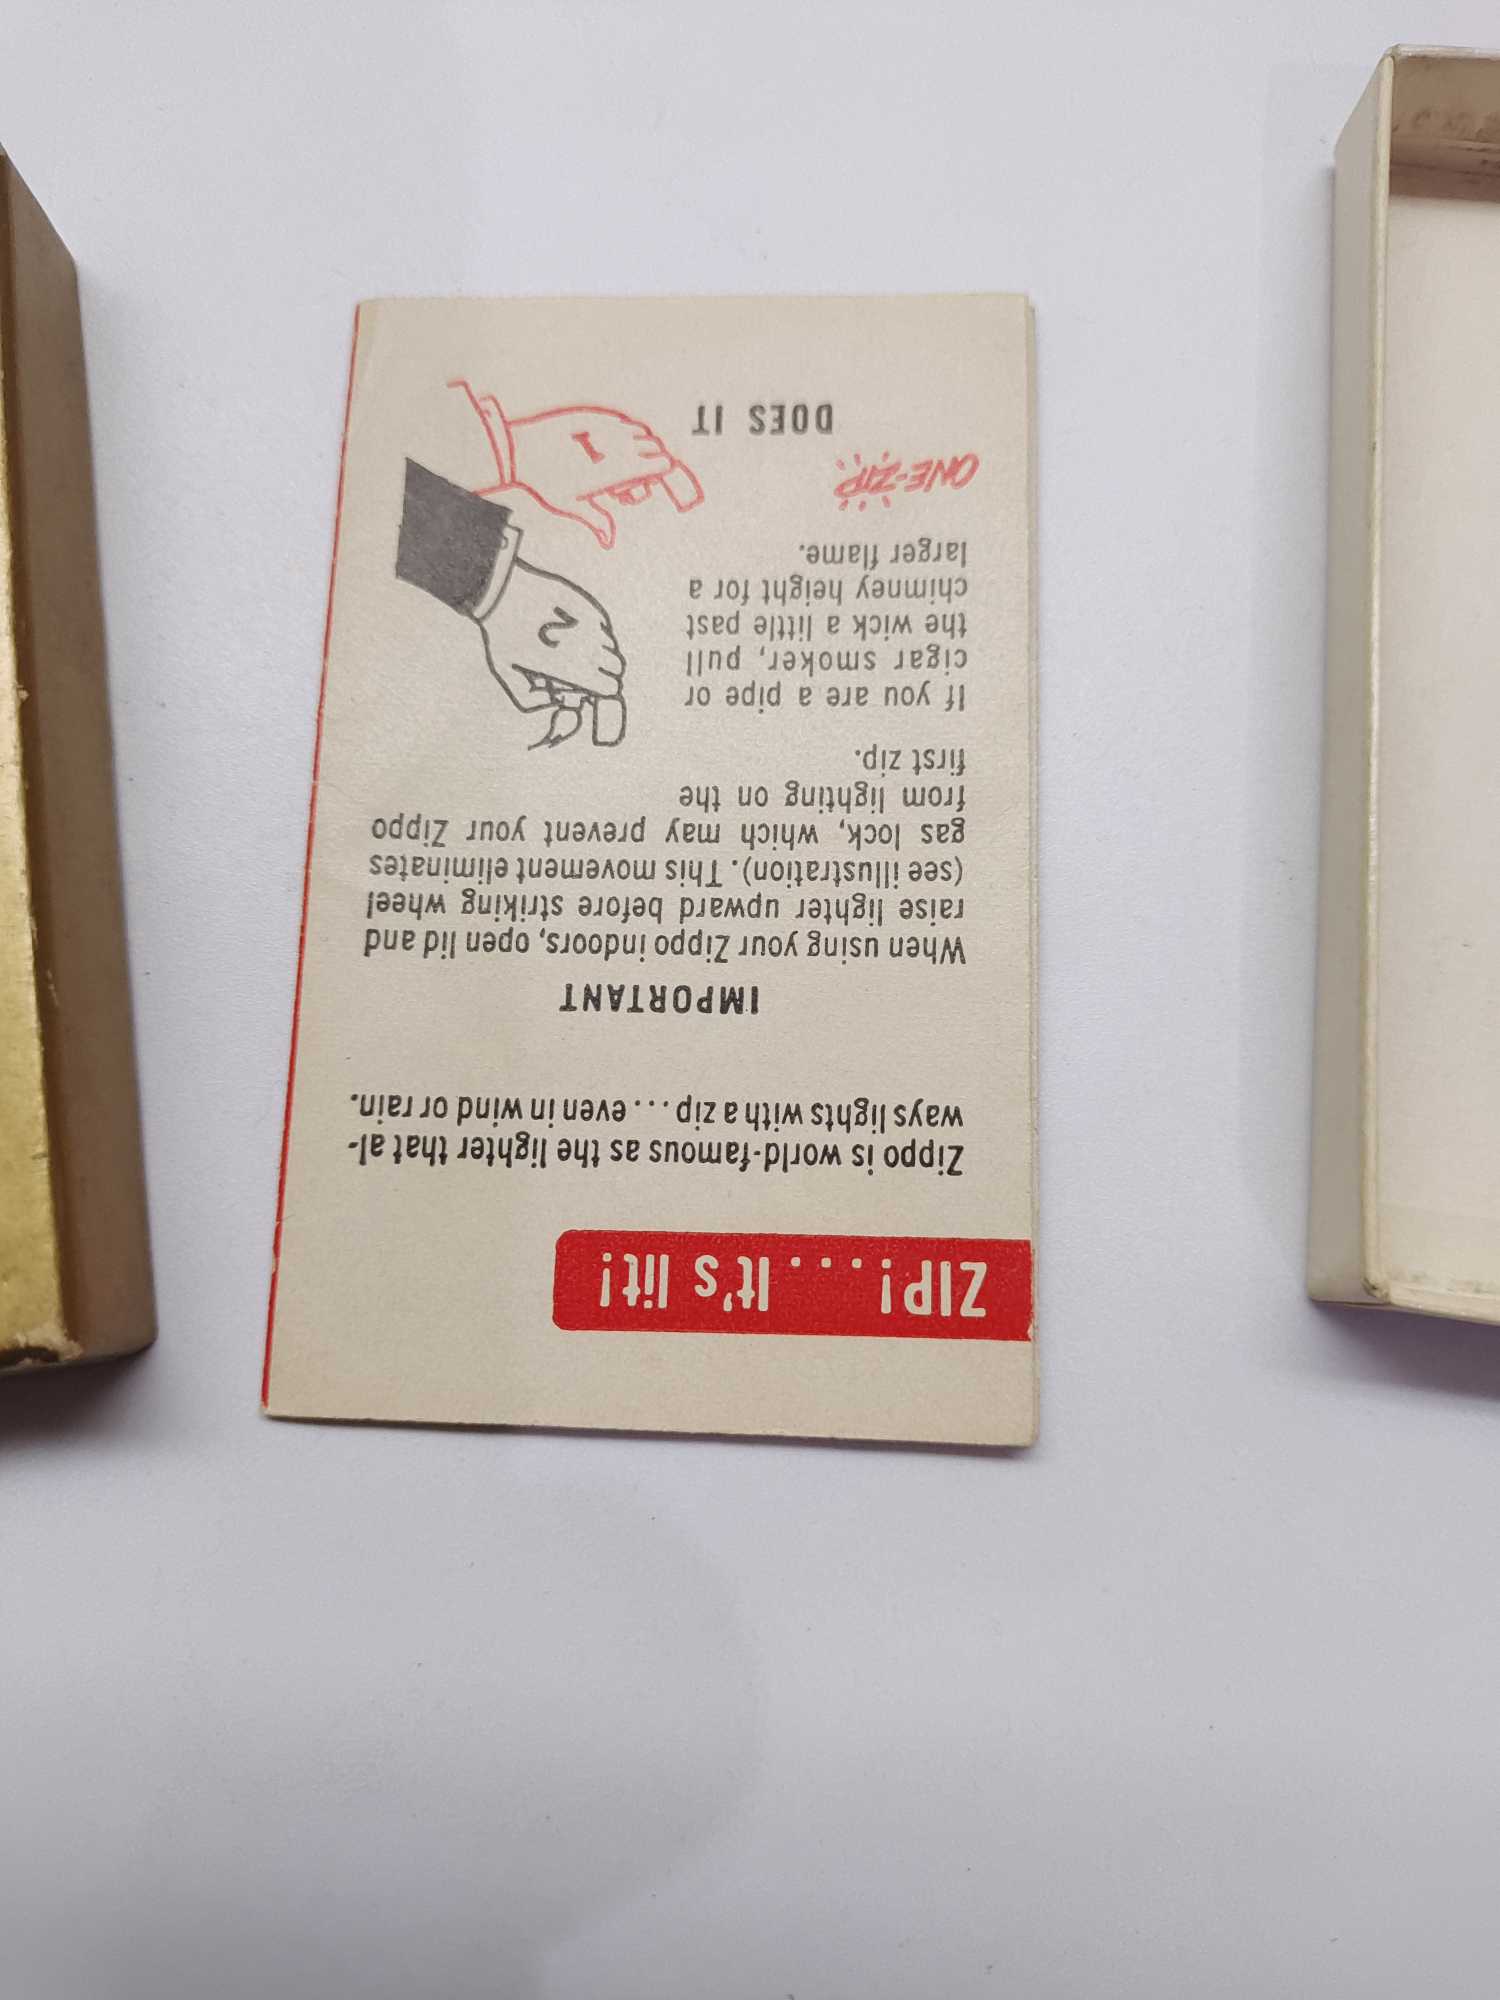 ZIP! .... It's lit!
Zippo is world-famous as the lighter that al-
ways lights with a zip . . . even in wind or rain.
IMPORTANT
When using your Zippo indoors, open lid and
raise lighter upward before striking wheel
(see illustration). This movement eliminates
gas lock, which may prevent your Zippo
from lighting on the
first zip.
If you are a pipe or
cigar smoker, pull
the wick a little past
chimney height for a
larger flame.
2
ONE-ZIP
DOES IT
1